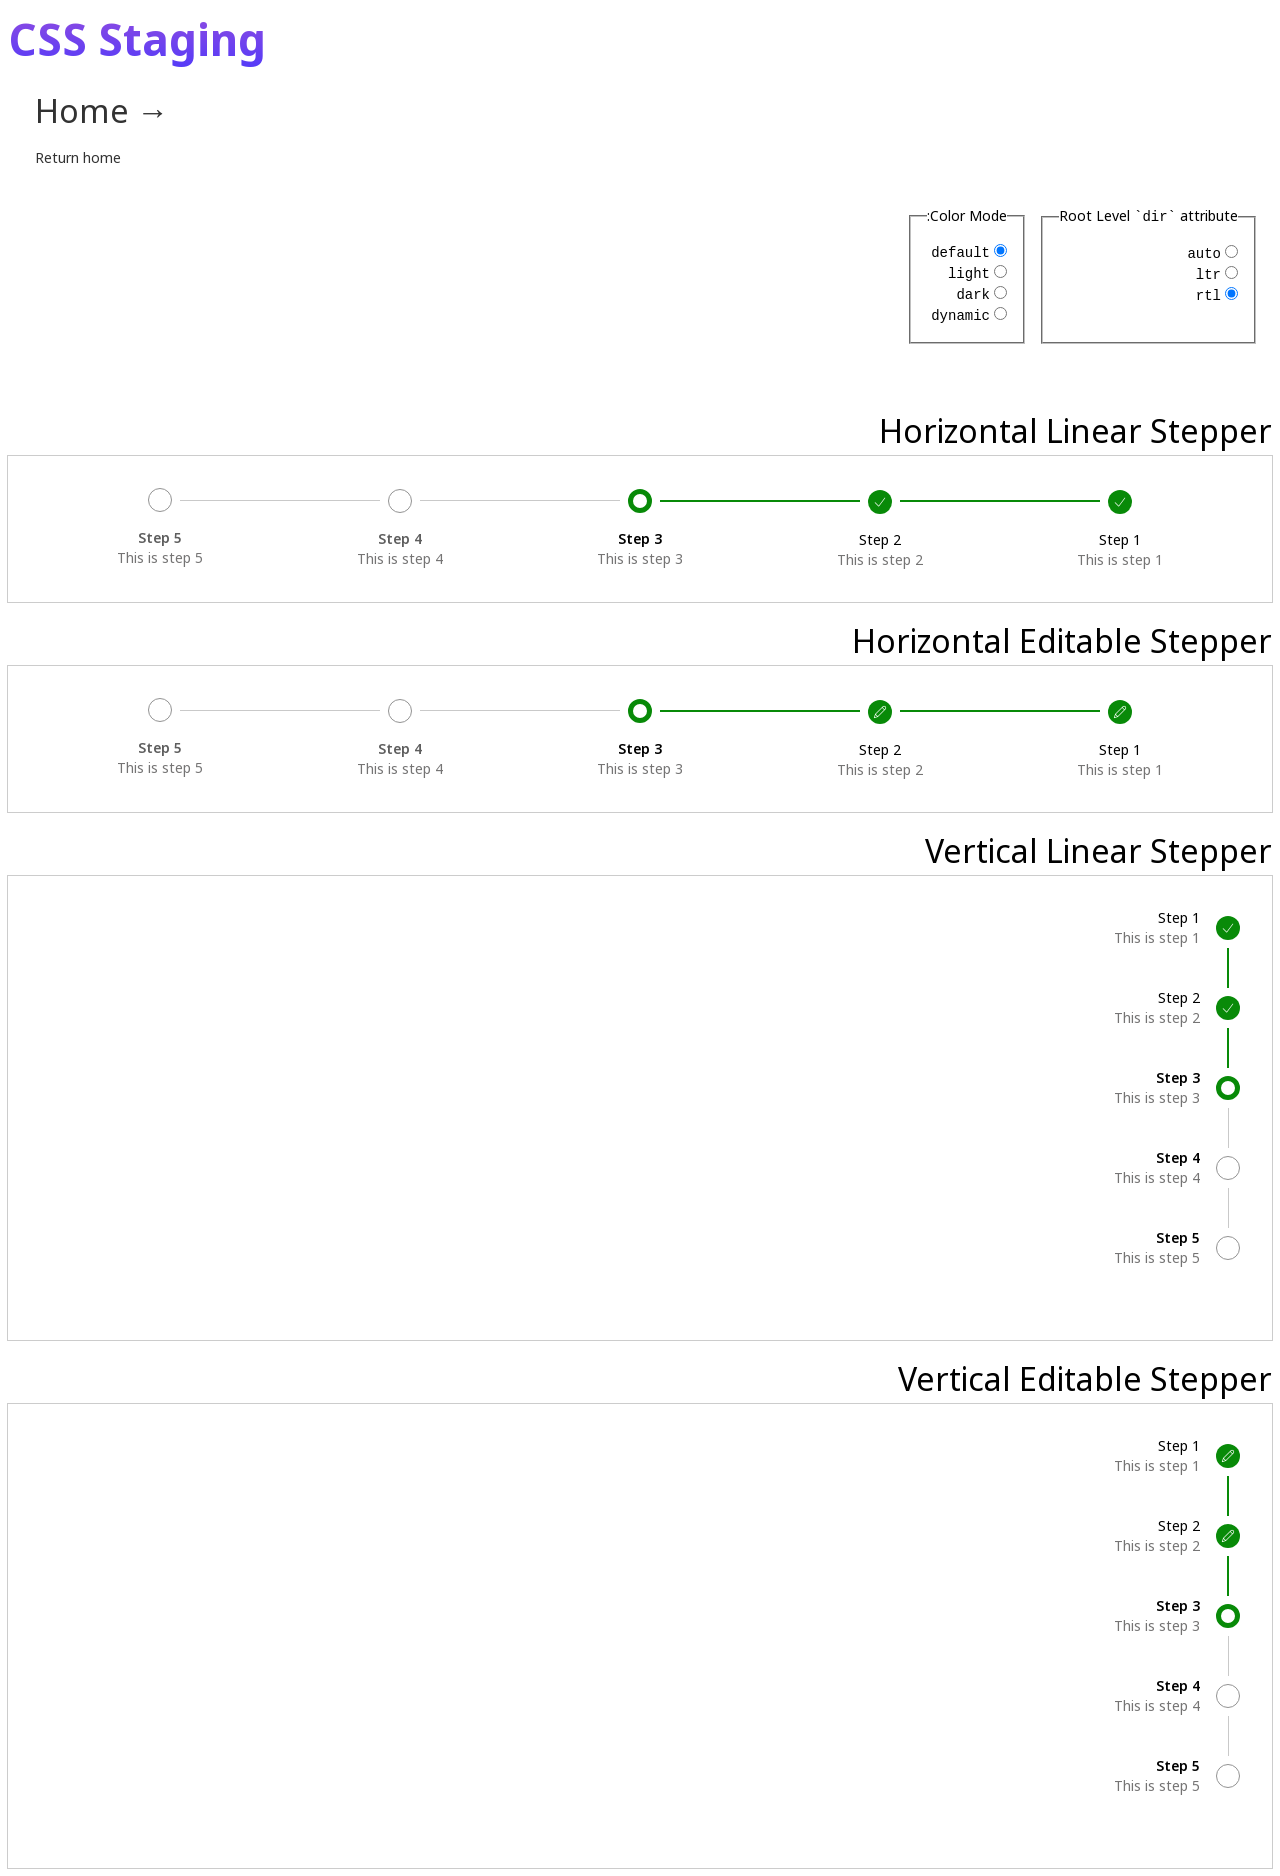 CSS Staging
Home →
Return home
:Color Mode
default
light
dark
dynamic
Root Level `dir` attribute
auto
ltr
rtl
Horizontal Linear Stepper
Step 5 Step 4 Step 3 Step 2 Step 1
This is step 5 This is step 4 This is step 3 This is step 2 This is step 1
Horizontal Editable Stepper
Step 5 Step 4 Step 3 Step 2 Step 1
This is step 5 This is step 4 This is step 3 This is step 2 This is step 1
Vertical Linear Stepper
Step 1
This is step 1
Step 2
This is step 2
Step 3
This is step 3
Step 4
This is step 4
Step 5
This is step 5
Vertical Editable Stepper
Step 1
This is step 1
Step 2
This is step 2
Step 3
This is step 3
Step 4
This is step 4
Step 5
This is step 5